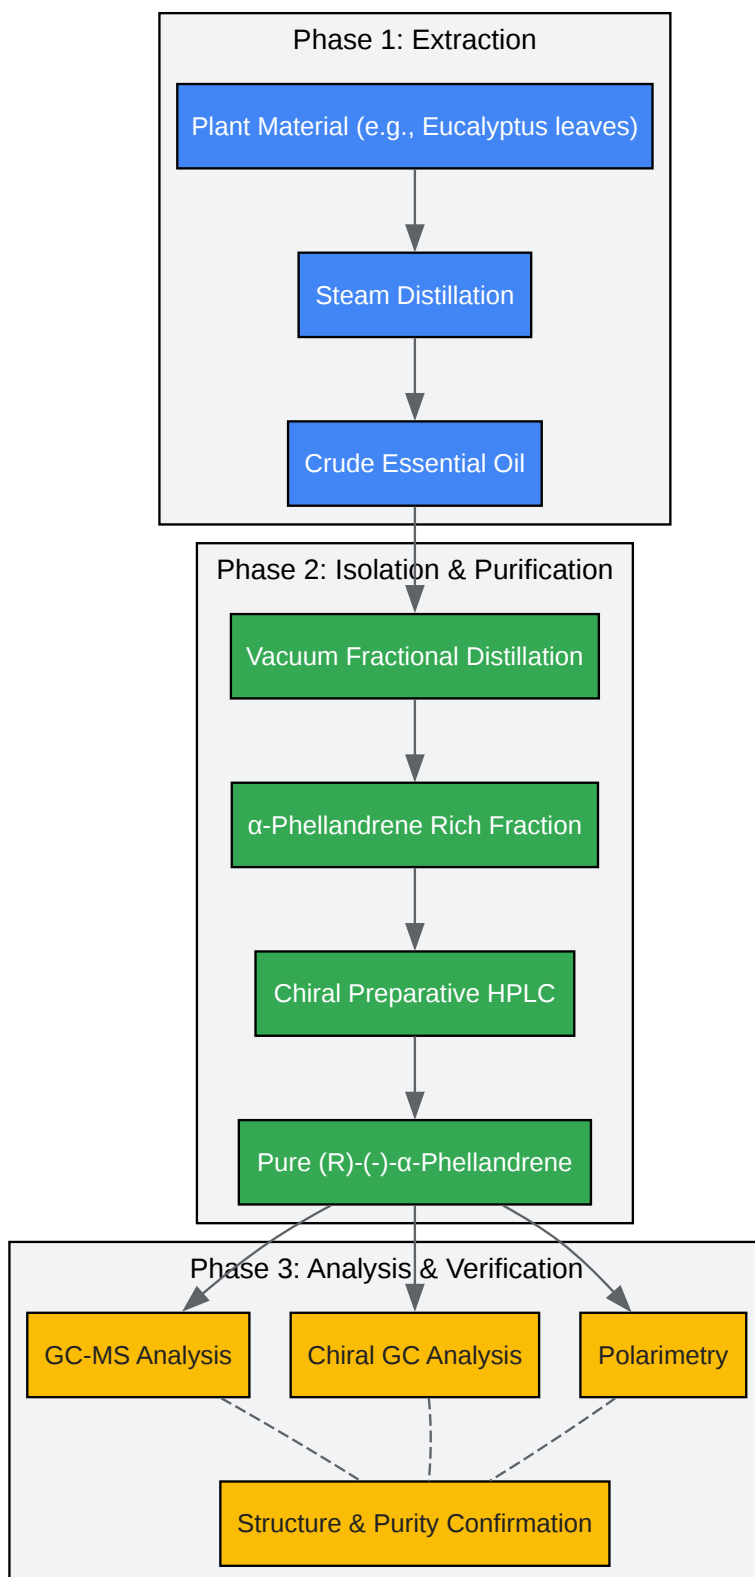 Phase 1: Extraction
Plant Material (e.g., Eucalyptus leaves)
Steam Distillation
Crude Essential Oil
Phase 2: Isolation & Purification
Vacuum Fractional Distillation
α-Phellandrene Rich Fraction
Chiral Preparative HPLC
Pure (R)-(-)-α-Phellandrene
Phase 3: Analysis & Verification
GC-MS Analysis
Chiral GC Analysis
Polarimetry
Structure & Purity Confirmation